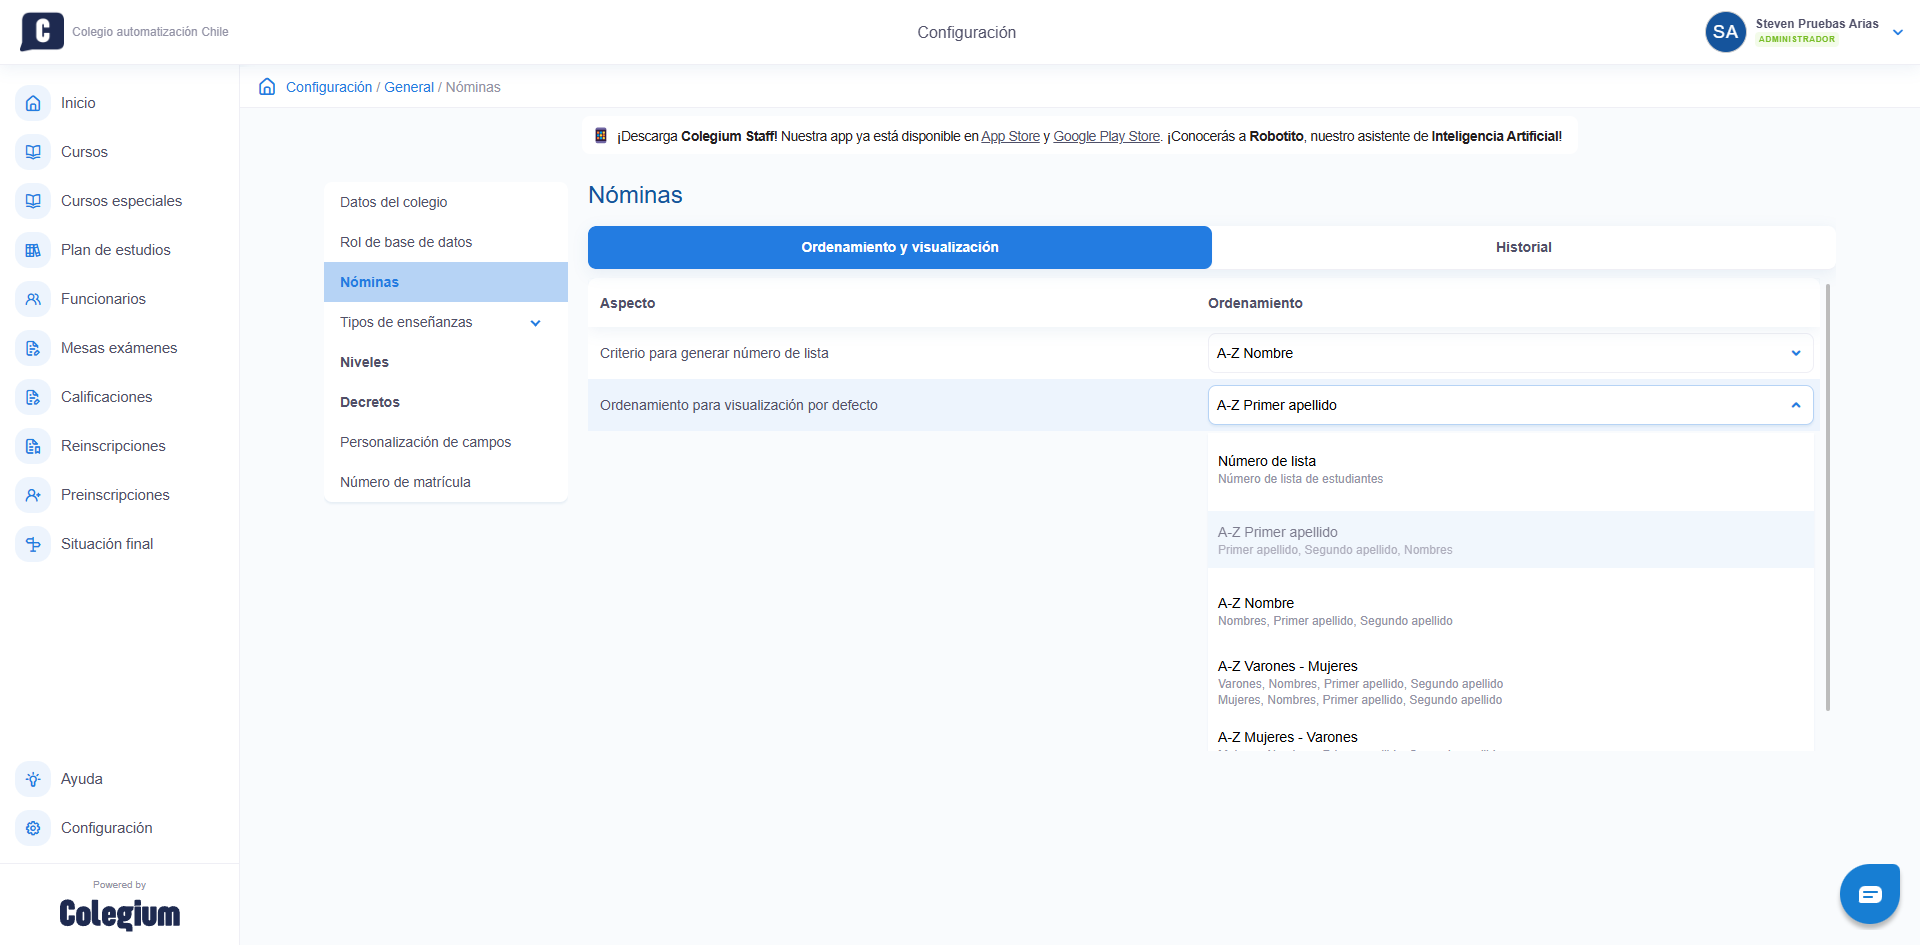 C
Colegio automatización Chile
Configuración
SA
Steven Pruebas Arias
ADMINISTRADOR
Inicio
Cursos
Cursos especiales
Plan de estudios
Funcionarios
Mesas exámenes
Calificaciones
Reinscripciones
Preinscripciones
Situación final
Ayuda
Configuración
Powered by
Colegium
Configuración / General / Nóminas
¡Descarga Colegium Staff! Nuestra app ya está disponible en App Store y Google Play Store. ¡Conocerás a Robotito, nuestro asistente de Inteligencia Artificial!
Datos del colegio
Rol de base de datos
Nóminas
Tipos de enseñanzas
Niveles
Decretos
Personalización de campos
Número de matrícula
Nóminas
Ordenamiento y visualización
Historial
Aspecto
Ordenamiento
Criterio para generar número de lista
A-Z Nombre
Ordenamiento para visualización por defecto
A-Z Primer apellido
Número de lista
Número de lista de estudiantes
A-Z Primer apellido
Primer apellido, Segundo apellido, Nombres
A-Z Nombre
Nombres, Primer apellido, Segundo apellido
A-Z Varones - Mujeres
Varones, Nombres, Primer apellido, Segundo apellido
Mujeres, Nombres, Primer apellido, Segundo apellido
A-Z Mujeres - Varones